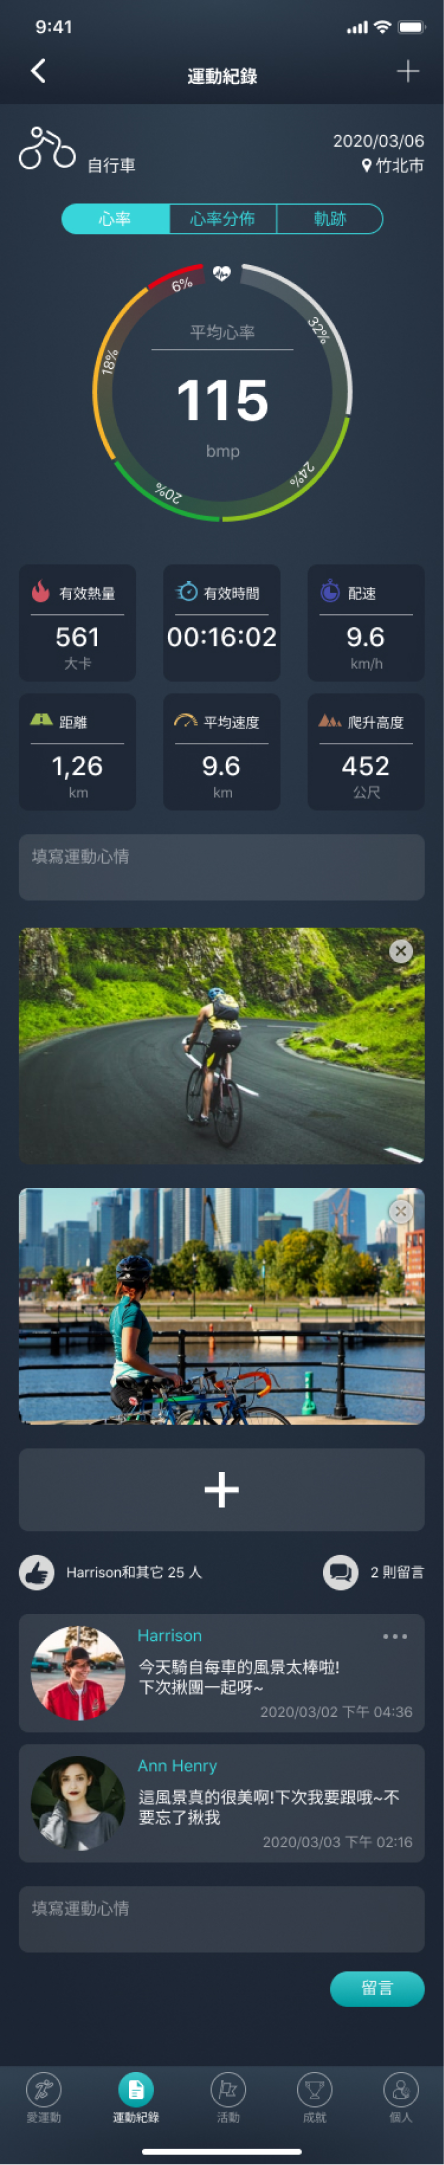 9:41
運動紀錄
自行車
2020/03/06
竹北市
心率 心率分佈 軌跡
6%
32%
18%
24%
20%
平均心率
115
bmp
有效熱量
561
大卡
有效時間
00:16:02
配速
9.6
km/h
距離
1,26
km
平均速度
9.6
km
爬升高度
452
公尺
填寫運動心情
Harrison和其它 25 人
2 則留言
Harrison
今天騎自每車的風景太棒啦!
下次揪團一起呀~
2020/03/02 下午 04:36
Ann Henry
這風景真的很美啊!下次我要跟哦~不
要忘了揪我
2020/03/03 下午 02:16
填寫運動心情
留言
愛運動 運動紀錄 活動 成就 個人